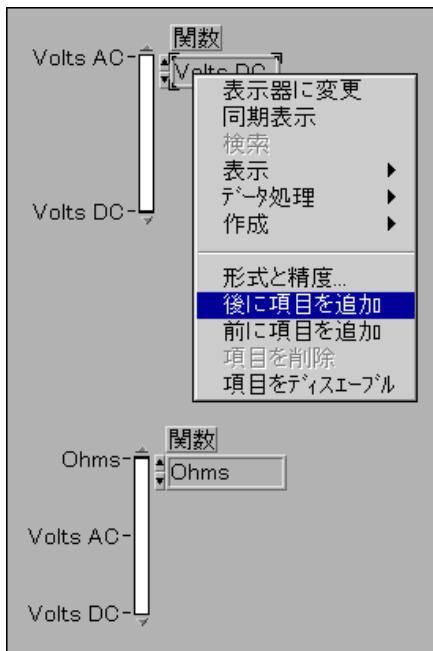 関数
Volts AC
Volts DC
表示器に変更
同期表示
検索
表示
データ処理
作成
Volts DC
形式と精度...
後に項目を追加
前に項目を追加
項目を削除
項目をディスエーブル
関数
Ohms
Ohms
Volts AC
Volts DC